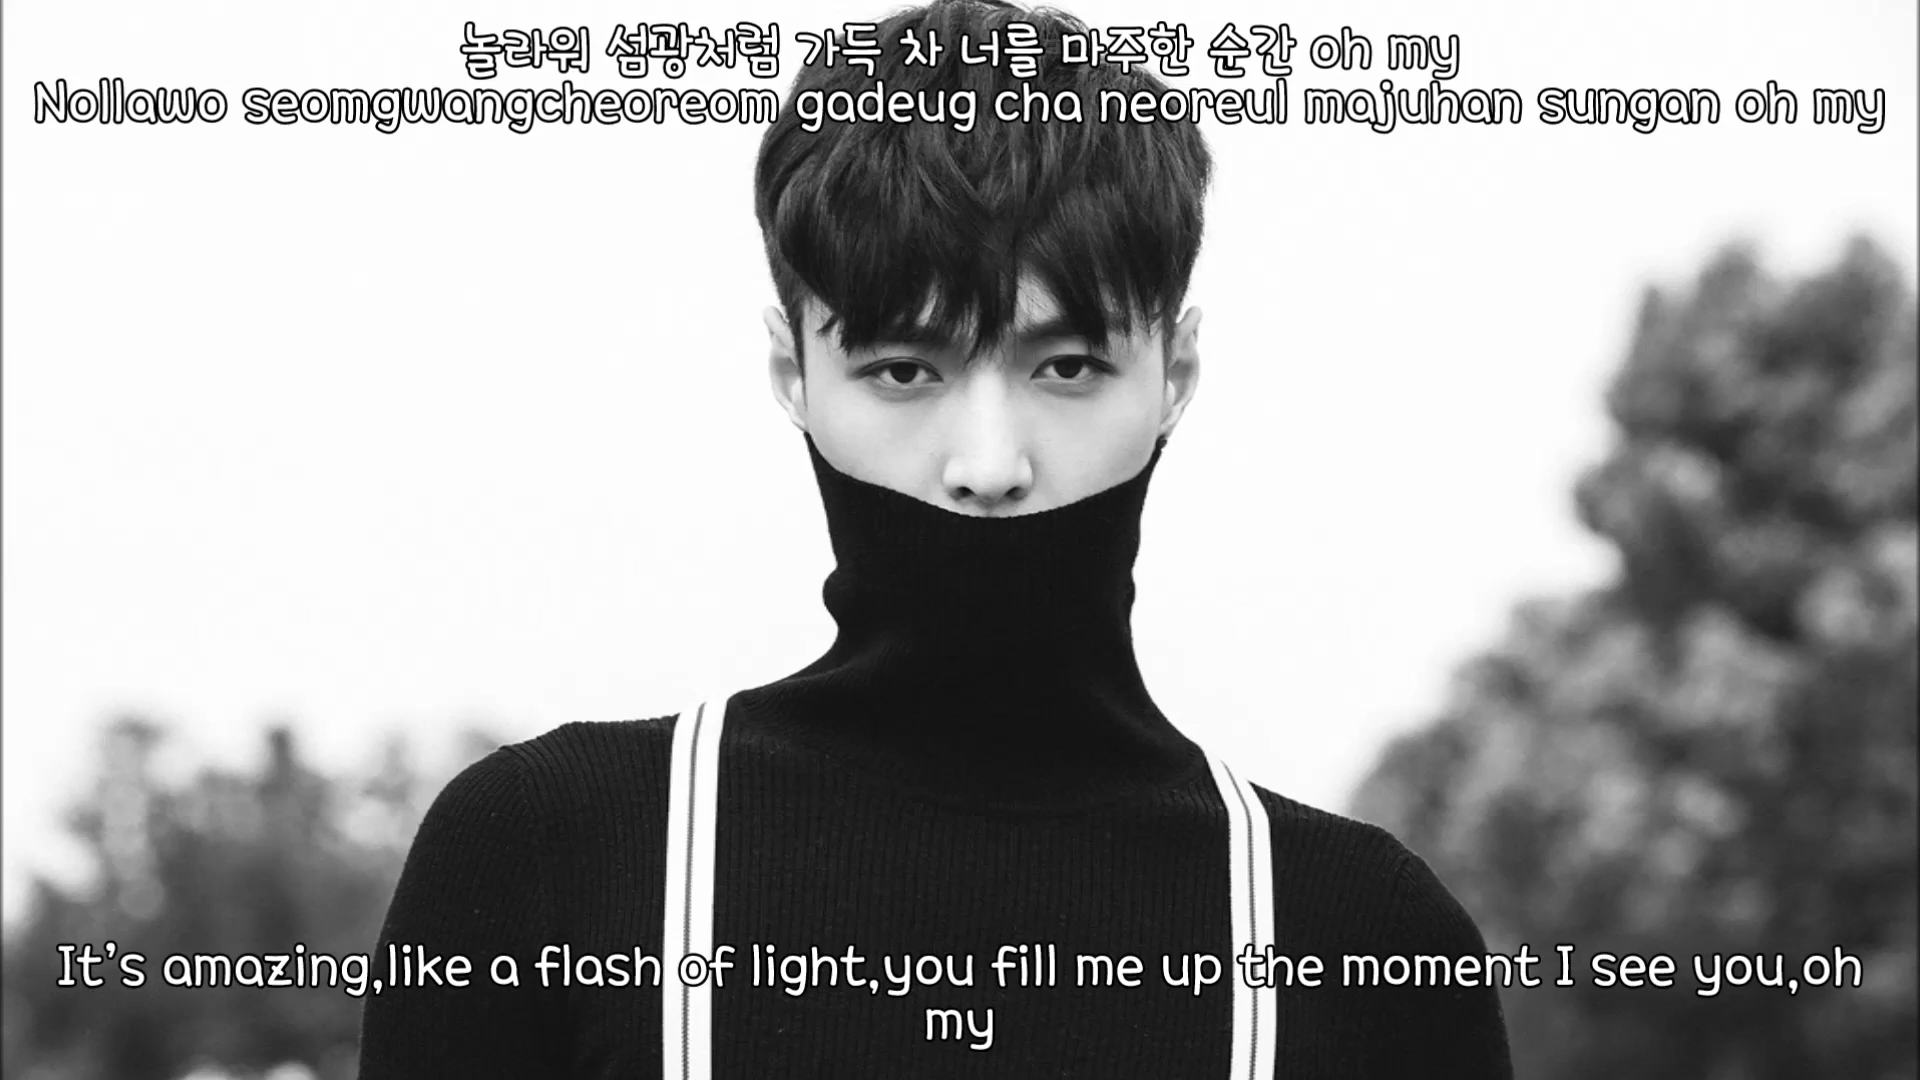 놀라워 섬광처럼 가득 차 너를 마주한 순간 oh my
Nollawo seomgwangcheoreom gadeug cha neoreul majuhan sungan oh my
It's amazing,like a flash of light,you fill me up the moment I see you,oh
my